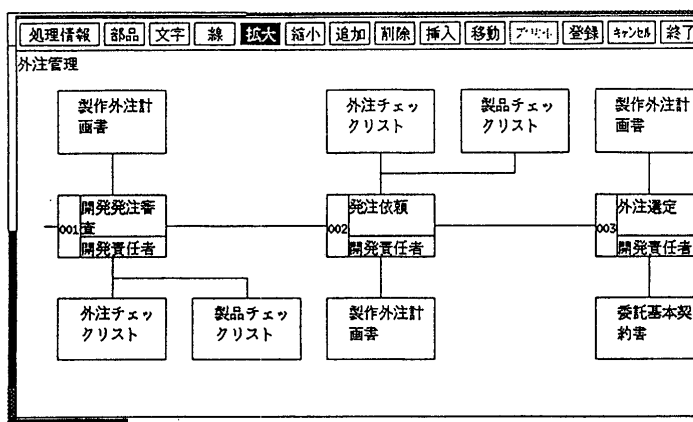 処理情報 部品 文字 線 拡大 縮小 追加 削除 挿入 移動 プリント 登録 キャンセル 終了
外注管理
製作外注計
画書
外注チェッ
クリスト
製品チェッ
クリスト
製作外注計
画書
001
開発発注審
査
開発責任者
002
発注依頼
開発責任者
003
外注選定
開発責任者
外注チェッ
クリスト
製品チェッ
クリスト
製作外注計
画書
委託基本契
約書